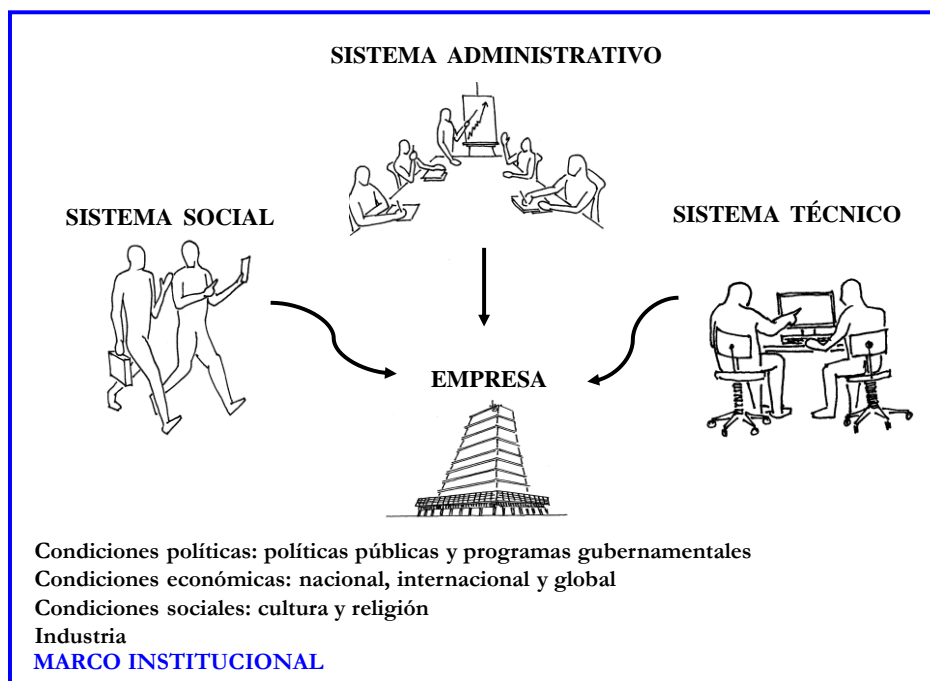 SISTEMA ADMINISTRATIVO
SISTEMA SOCIAL
SISTEMA TÉCNICO
EMPRESA
Condiciones políticas: políticas públicas y programas gubernamentales
Condiciones económicas: nacional, internacional y global
Condiciones sociales: cultura y religión
Industria
MARCO INSTITUCIONAL